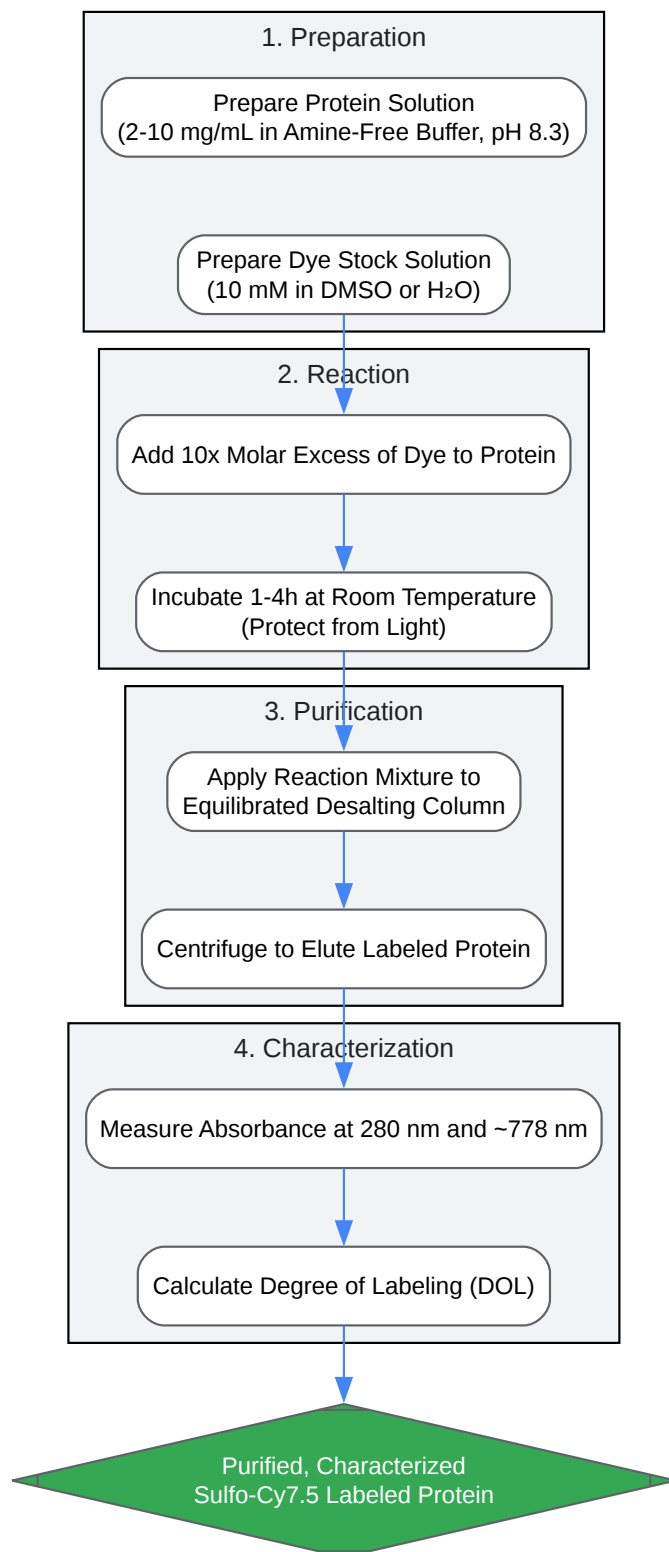 1. Preparation
Prepare Protein Solution
(2-10 mg/mL in Amine-Free Buffer, pH 8.3)
Prepare Dye Stock Solution
(10 mM in DMSO or H₂O)
2. Reaction
Add 10x Molar Excess of Dye to Protein
Incubate 1-4h at Room Temperature
(Protect from Light)
3. Purification
Apply Reaction Mixture to
Equilibrated Desalting Column
Centrifuge to Elute Labeled Protein
4. Characterization
Measure Absorbance at 280 nm and ~778 nm
Calculate Degree of Labeling (DOL)
Purified, Characterized
Sulfo-Cy7.5 Labeled Protein